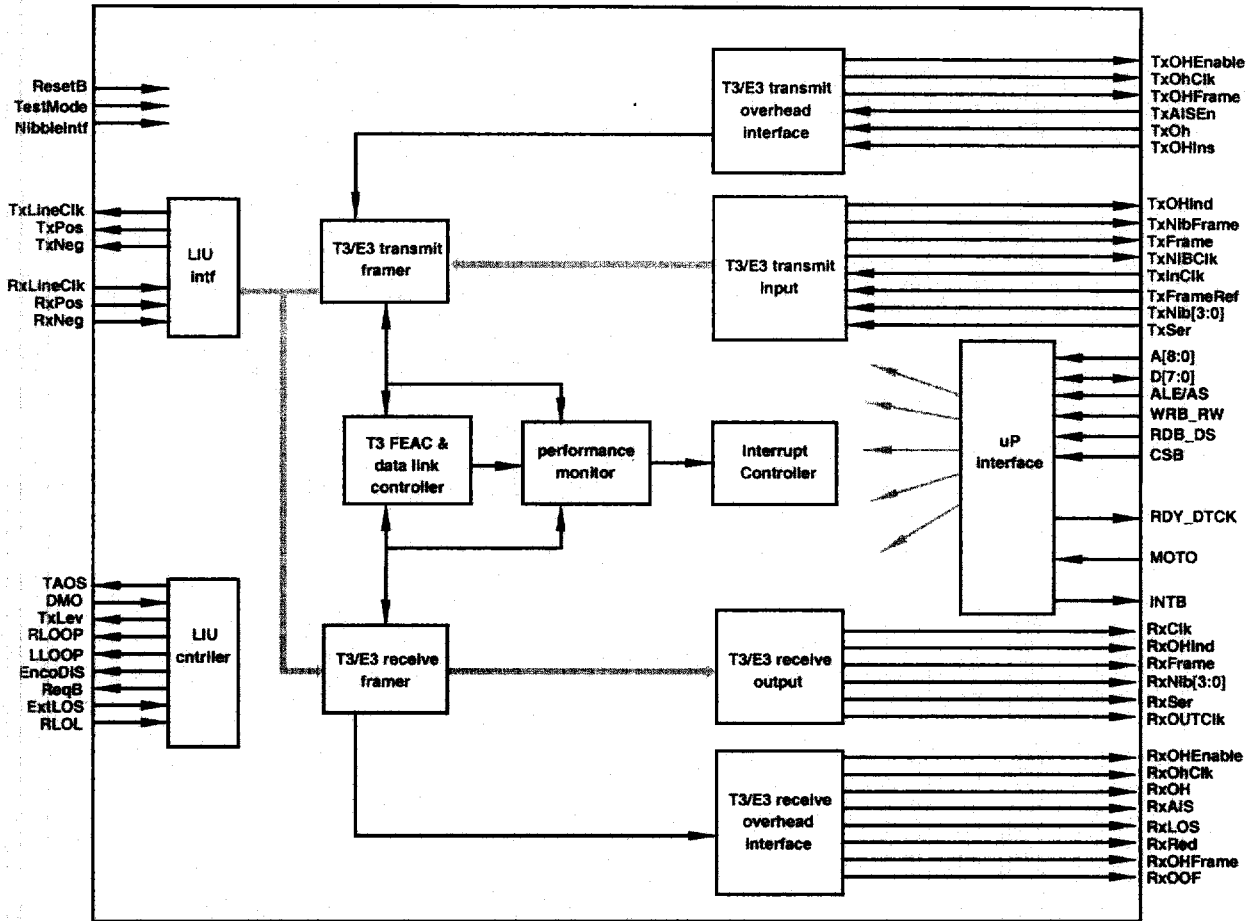 ResetB
TestMode
NibbleIntf
TxLineClk
TxPos
TxNeg
RxLineClk
RxPos
RxNeg
LIU
intf
TAOS
DMO
TxLev
RLOOP
LLOOP
EncoDIS
ReqB
ExtLOS
RLOL
LIU
cntrller
T3/E3 transmit
framer
T3 FEAC &
data link
controller
performance
monitor
Interrupt
Controller
T3/E3 receive
framer
T3/E3 transmit
overhead
interface
T3/E3 transmit
input
uP
interface
T3/E3 receive
output
T3/E3 receive
overhead
interface
TxOHEnable
TxOhClk
TxOHFrame
TxAISEn
TxOh
TxOHIns
TxOHInd
TxNibFrame
TxFrame
TxNIBClk
TxInClk
TxFrameRef
TxNib[3:0]
TxSer
A[8:0]
D[7:0]
ALE/AS
WRB_RW
RDB_DS
CSB
RDY_DTCK
MOTO
INTB
RxClk
RxOHInd
RxFrame
RxNib[3:0]
RxSer
RxOUTClk
RxOHEnable
RxOhClk
RxOH
RxAIS
RxLOS
RxRed
RxOHFrame
RxOOF